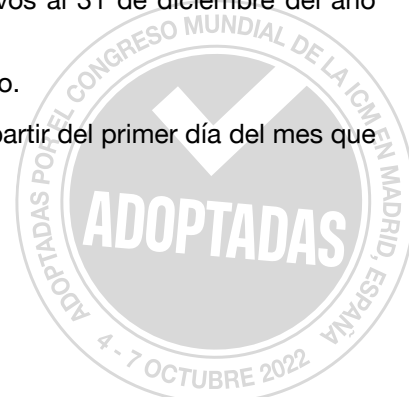 vos al 31 de diciembre del año
o.
partir del primer día del mes que
ADOPTADAS POR EL CONGRESO MUNDIAL DE LA ICM EN MADRID, ESPAÑA
ADOPTADAS
4 - 7 OCTUBRE 2022